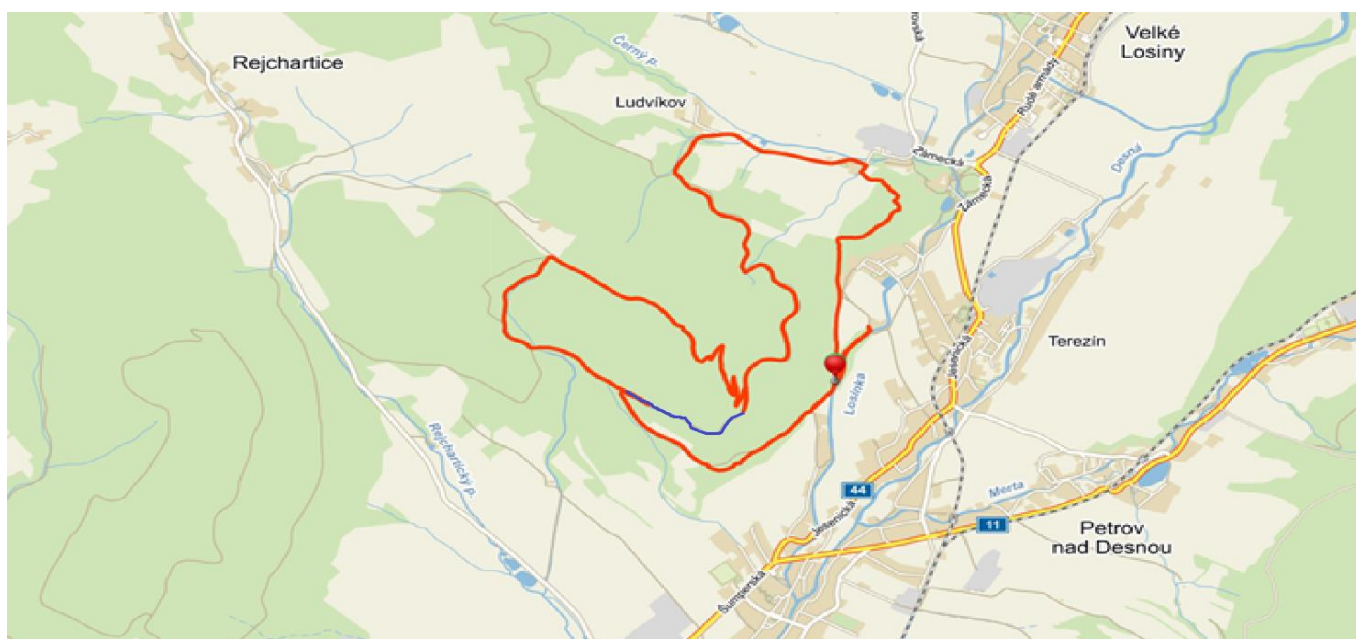 Velké
Losiny
Rejchartice
Černý p.
Rudé armády
Ludvíkov
Zámecká
Desná
Zámecká
Terezín
Jesenická
Losinka
Rejchartický p.
44
Merta
Jesenická
11
Petrov
nad Desnou
Šumperská